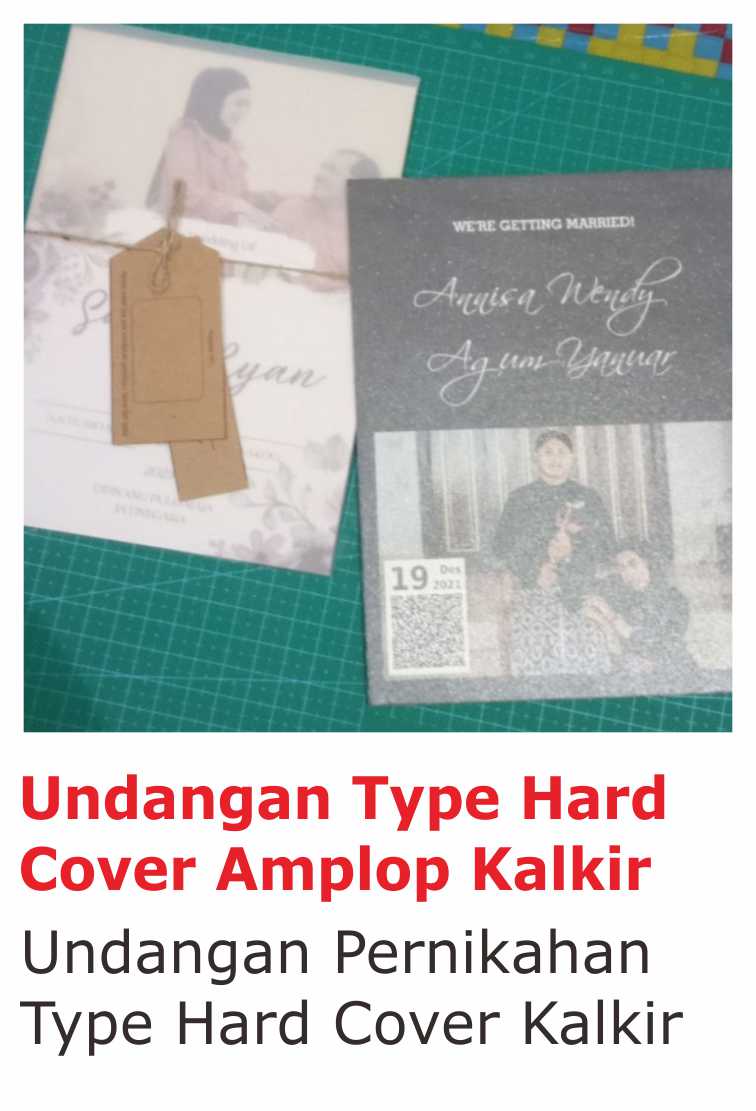 WE'RE GETTING MARRIED!
Annisa Wendy
Agum Yanuar
19 Des
2021
Undangan Type Hard
Cover Amplop Kalkir
Undangan Pernikahan
Type Hard Cover Kalkir